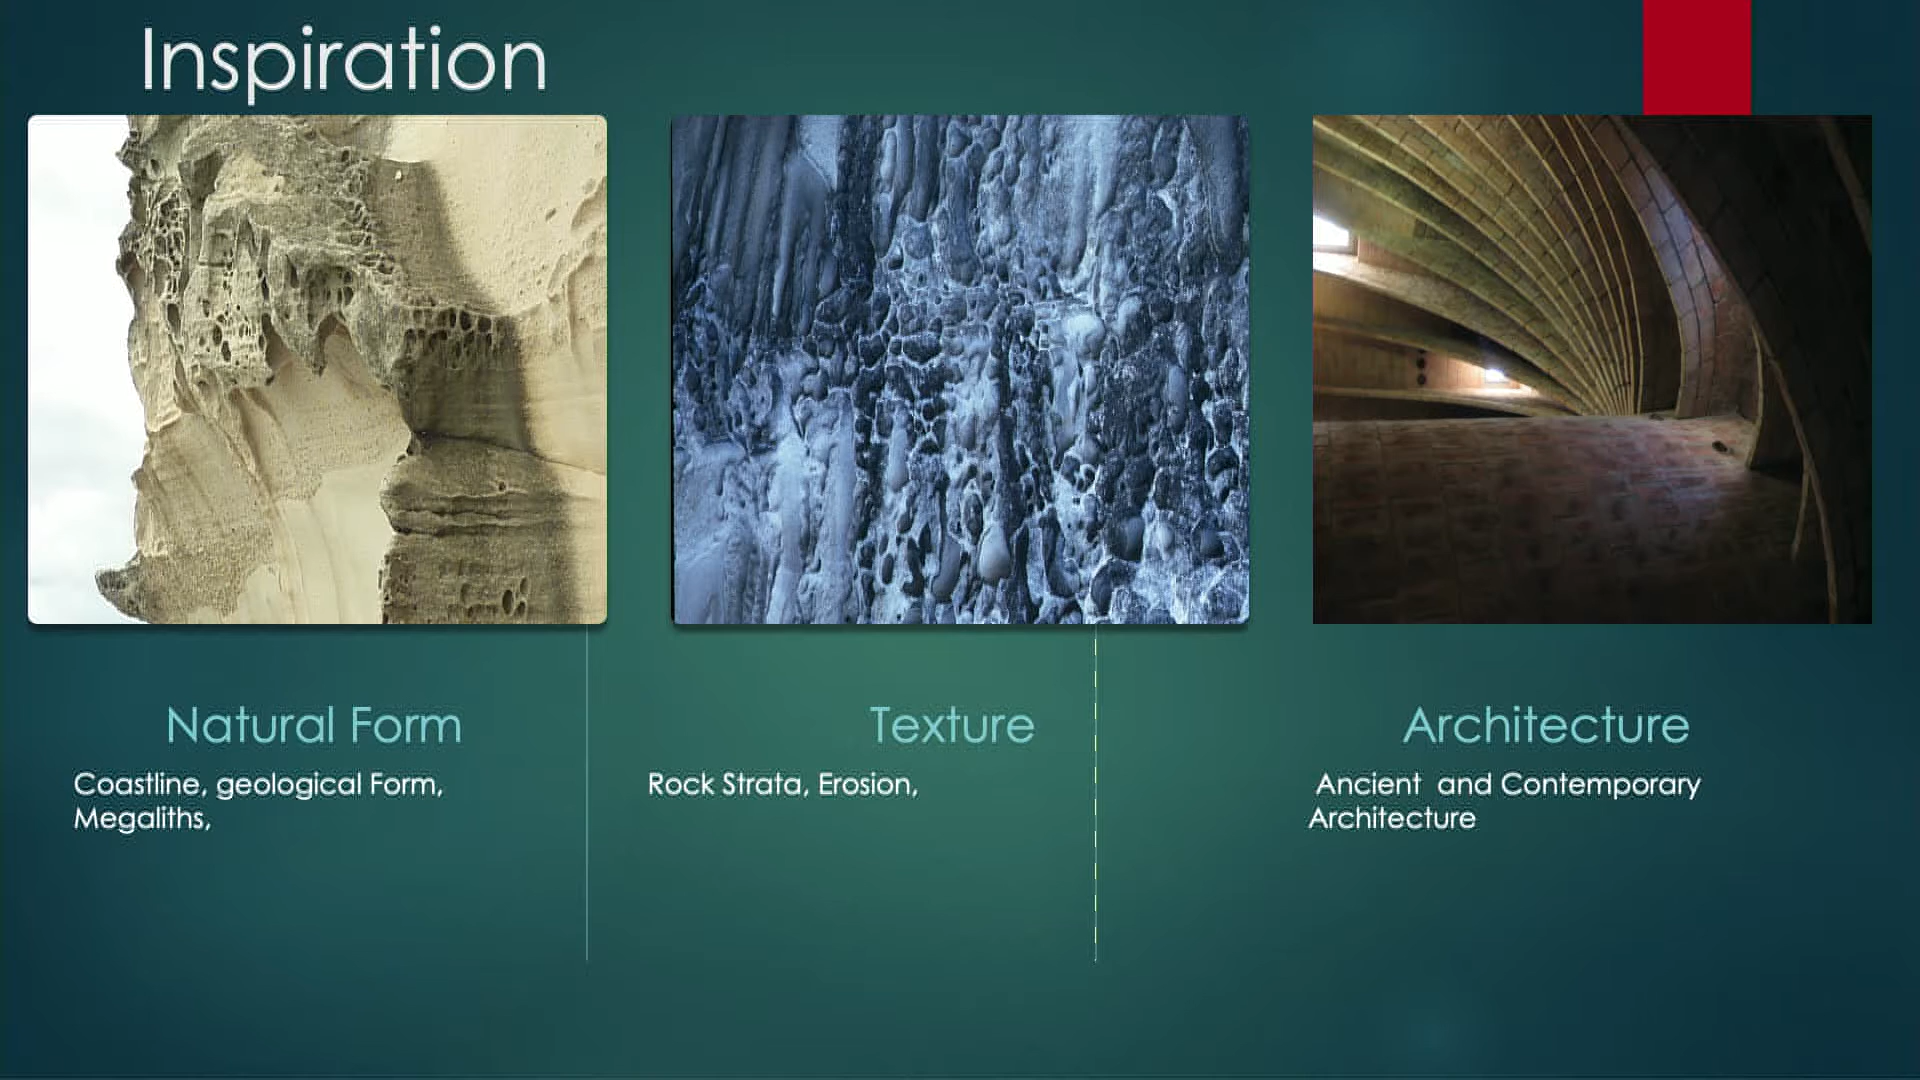 Inspiration
Natural Form
Coastline, geological Form,
Megaliths,
Texture
Rock Strata, Erosion,
Architecture
Ancient  and Contemporary
Architecture